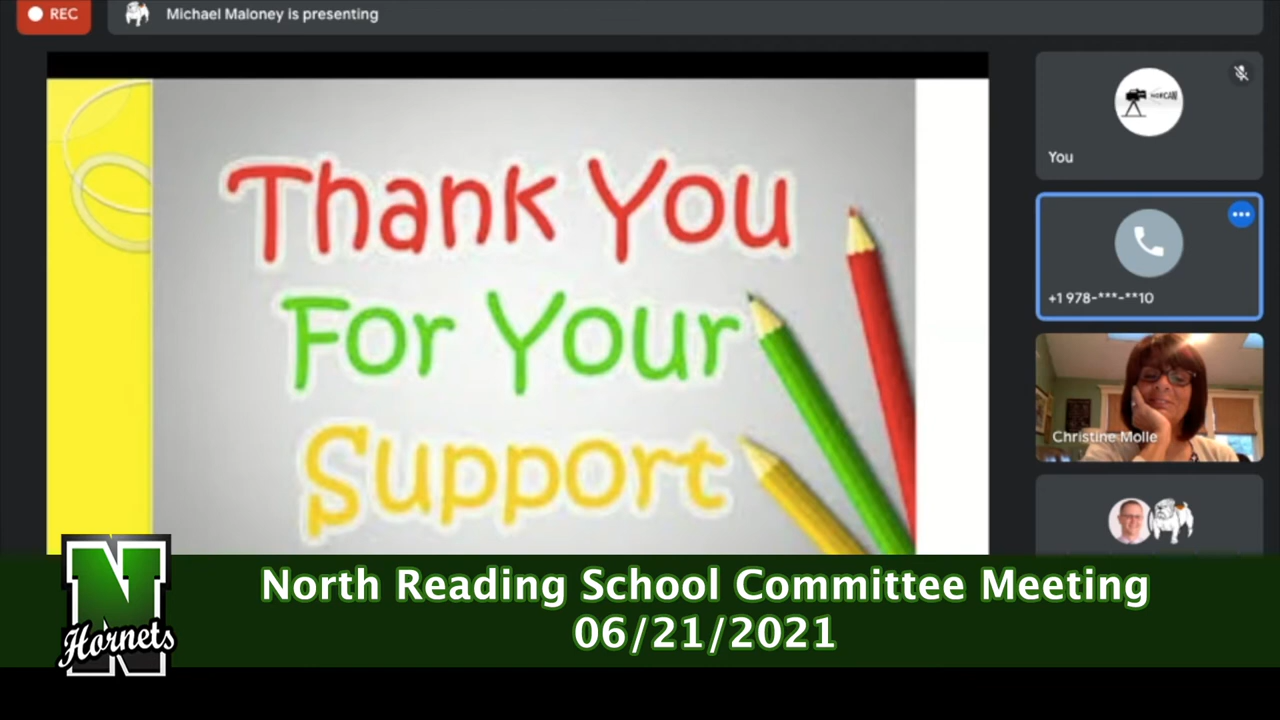 REC
Michael Maloney is presenting
Thank You
For Your
Support
NORCAM
You
+1 978-***-**10
Christine Molle
N
Hornets
North Reading School Committee Meeting
06/21/2021